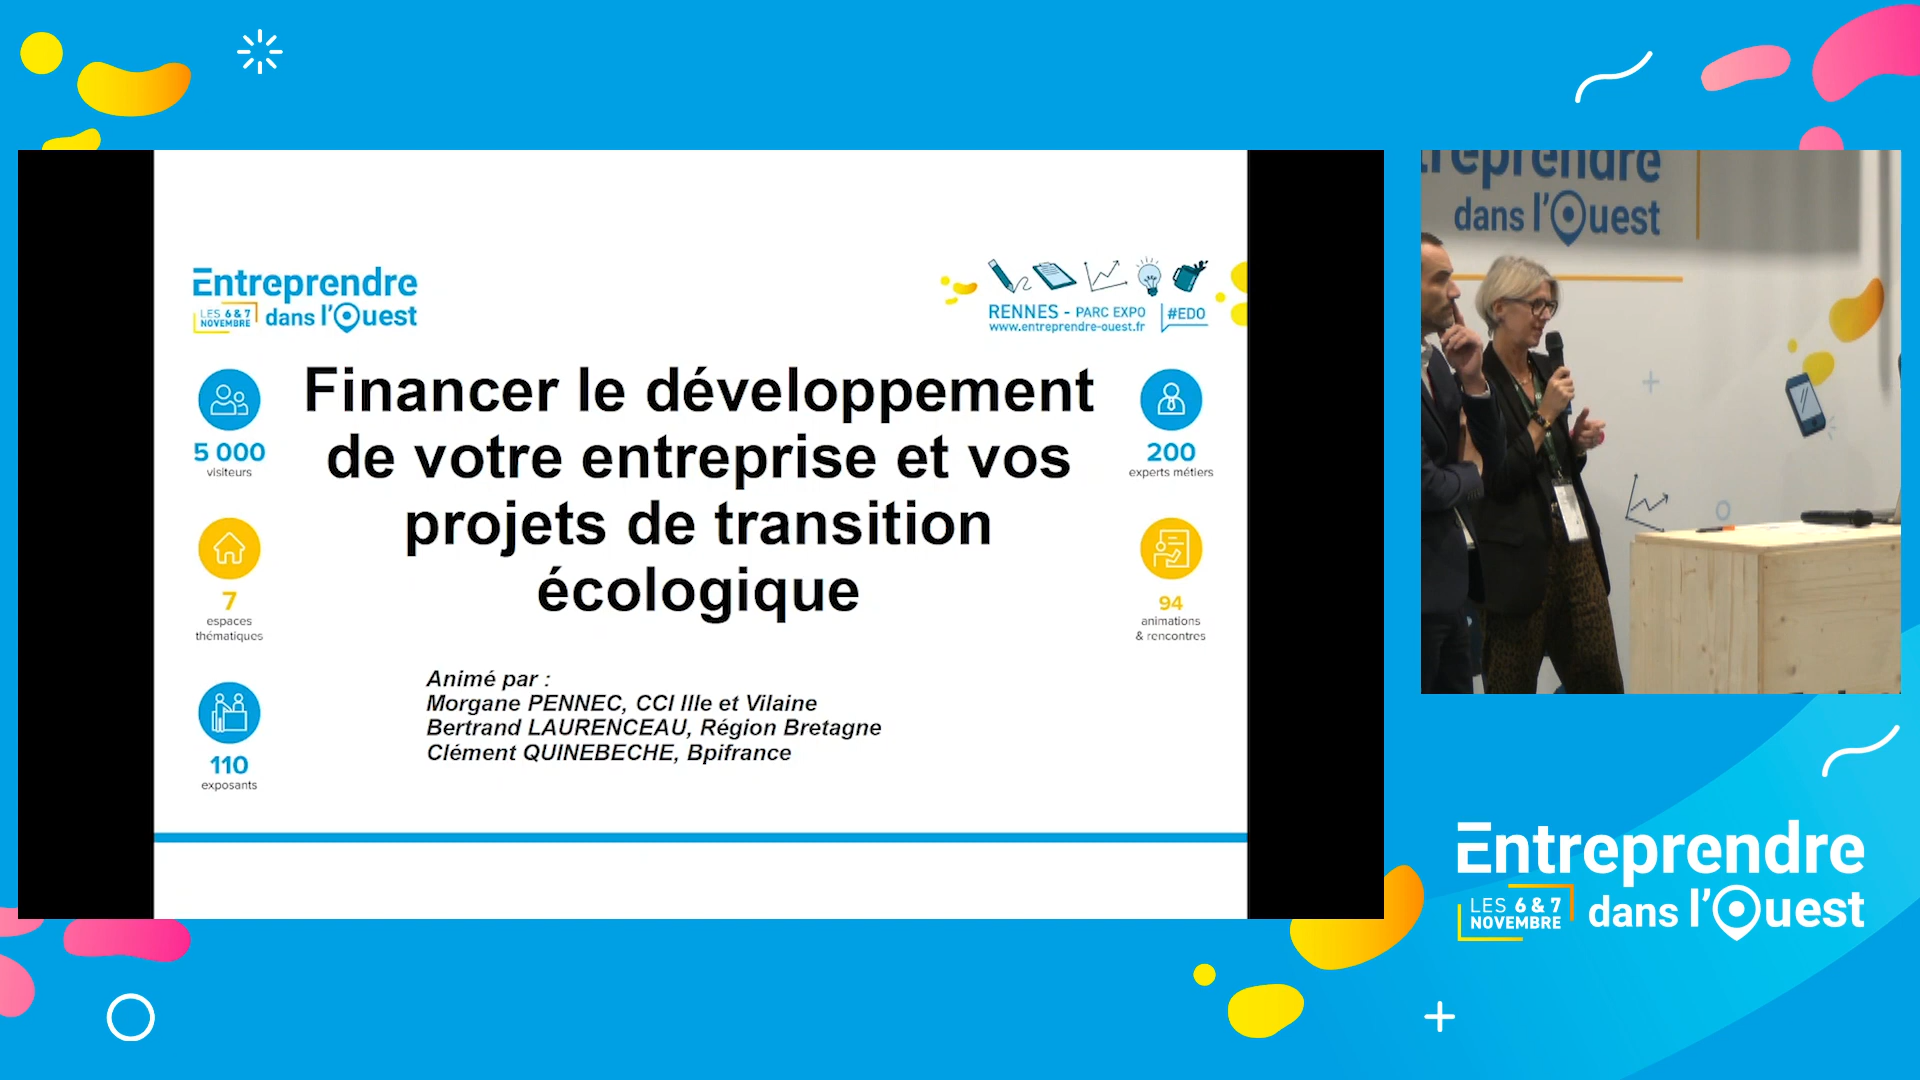 Entreprendre
LES 6 & 7
NOVEMBRE
dans l'Ouest
RENNES - PARC EXPO
www.entreprendre-ouest.fr
#EDO
5 000
visiteurs
7
espaces
thématiques
110
exposants
Financer le développement
de votre entreprise et vos
projets de transition
écologique
200
experts métiers
94
animations
& rencontres
Animé par :
Morgane PENNEC, CCI Ille et Vilaine
Bertrand LAURENCEAU, Région Bretagne
Clément QUINEBECHE, Bpifrance
treprendre
dans l'Ouest
Entreprendre
LES 6 & 7
NOVEMBRE
dans l'Ouest